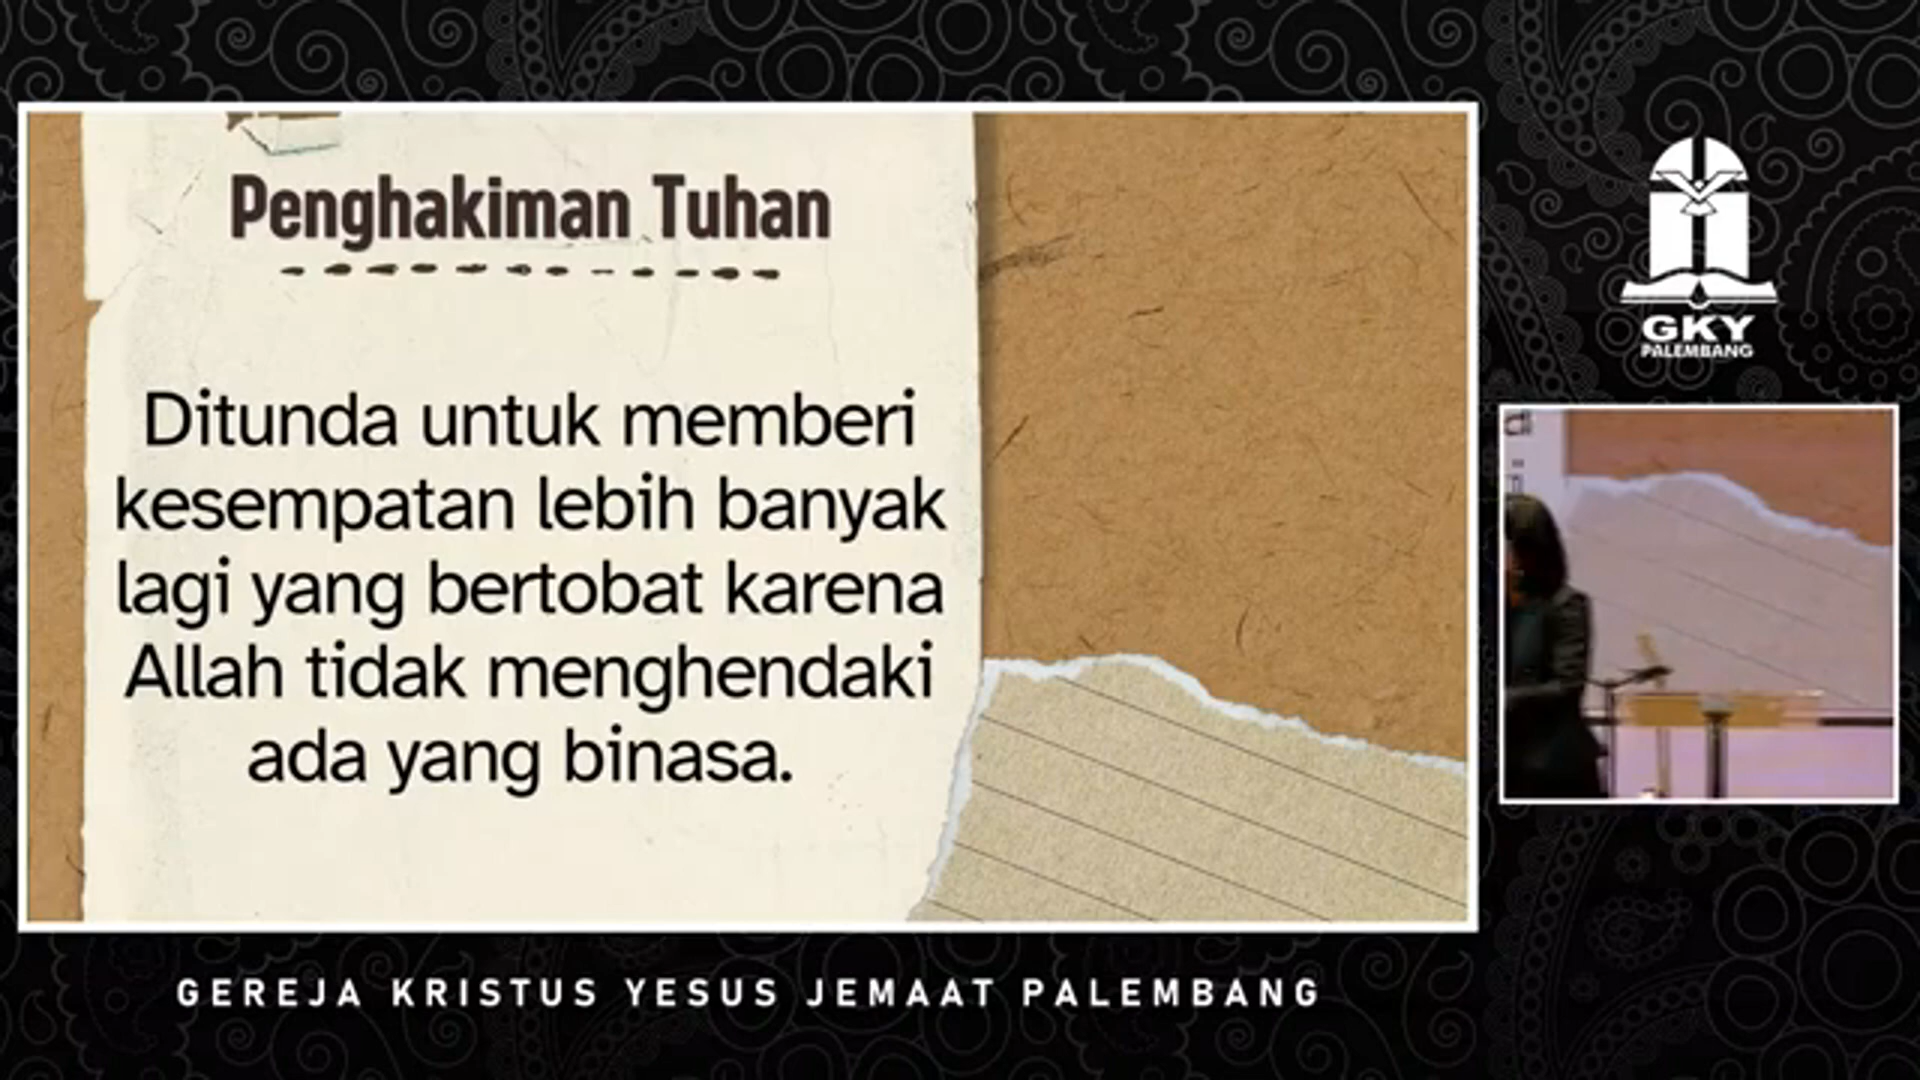 Penghakiman Tuhan
Ditunda untuk memberi
kesempatan lebih banyak
lagi yang bertobat karena
Allah tidak menghendaki
ada yang binasa.
GKY
PALEMBANG
GEREJA KRISTUS YESUS JEMAAT PALEMBANG